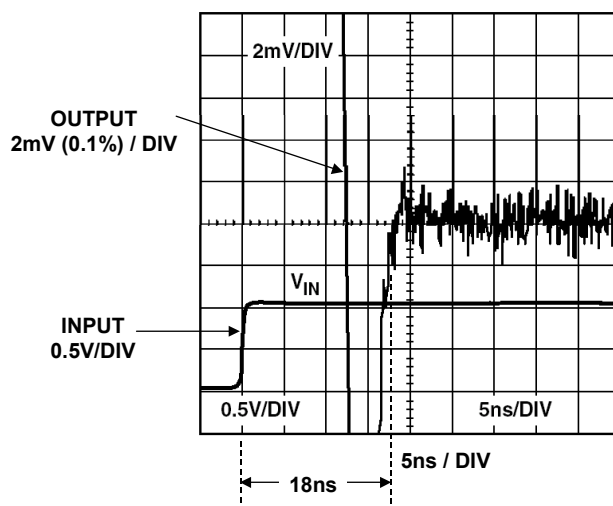 2mV/DIV
OUTPUT
2mV (0.1%) / DIV
V_IN
INPUT
0.5V/DIV
0.5V/DIV
5ns/DIV
5ns / DIV
18ns